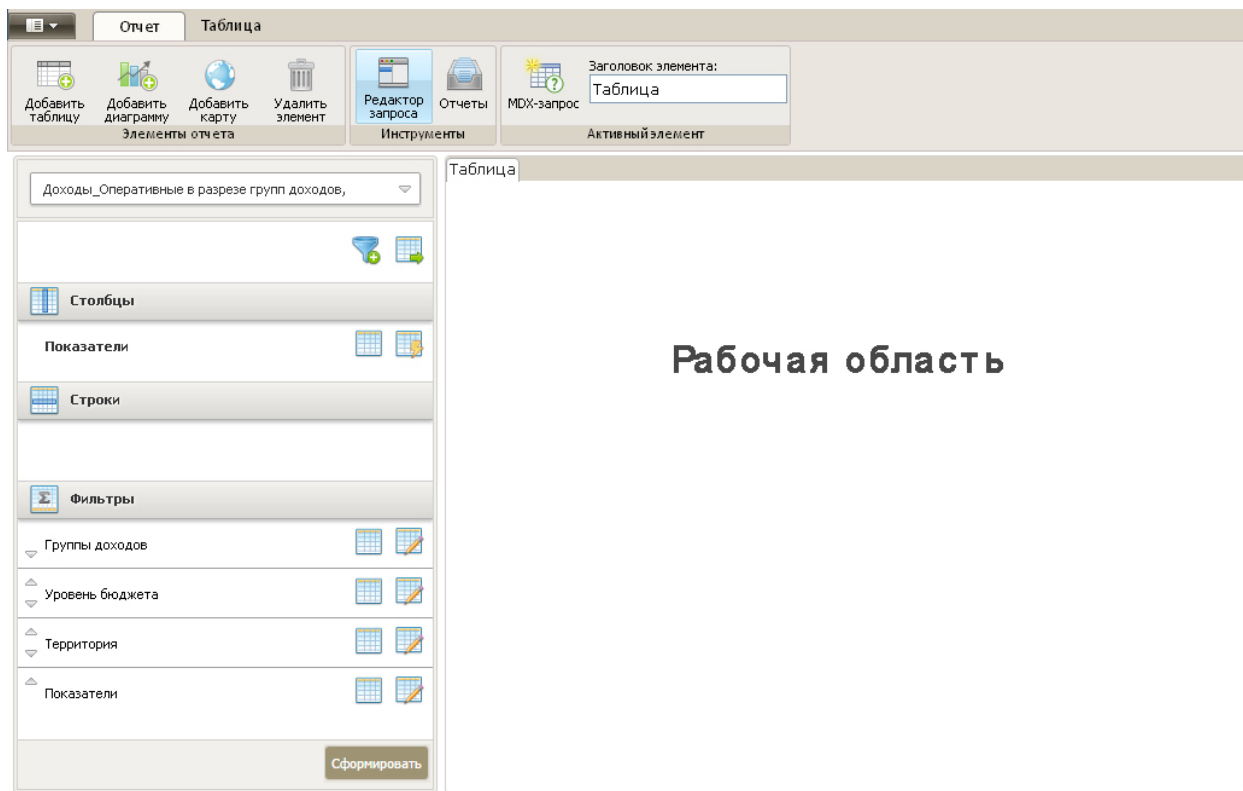 Отчет Таблица
Заголовок элемента:
Таблица
Добавить таблицу
Добавить диаграмму
Добавить карту
Удалить элемент
Редактор запроса
Отчеты
MDX-запрос
Элементы отчета
Инструменты
Активный элемент
Таблица
Доходы_Оперативные в разрезе групп доходов,
Столбцы
Показатели
Рабочая область
Строки
Фильтры
Группы доходов
Уровень бюджета
Территория
Показатели
Сформировать